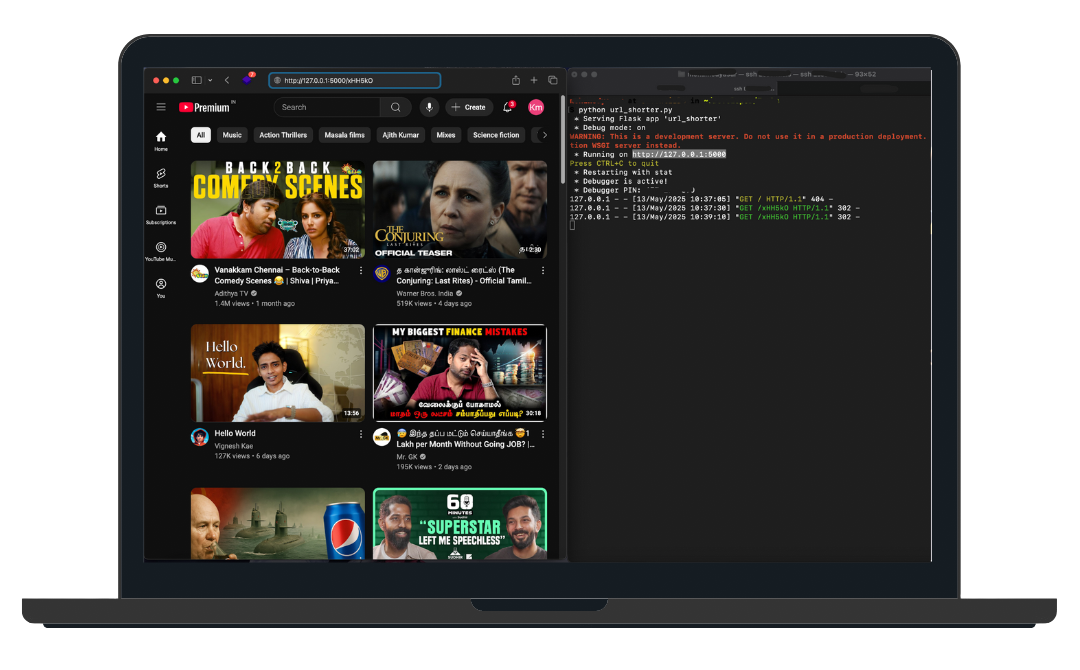 7
http://127.0.0.1:5000/xHH5kO
Premium IN
Search
Create
5
Km
All
Music
Action Thrillers
Masala films
Ajith Kumar
Mixes
Science fiction
Home
Shorts
Subscriptions
YouTube Mu...
You
BACK 2 BACK
COMEDY SCENES
37:02
Vanakkam Chennai – Back-to-Back
Comedy Scenes 😂 | Shiva | Priya...
Adithya TV
1.4M views • 1 month ago
THE
CONJURING
LAST RITES
OFFICIAL TEASER
2:30
த கான்ஜுரிங்: லாஸ்ட் ரைட்ஸ் (The
Conjuring: Last Rites) - Official Tamil...
Warner Bros. India
519K views • 4 days ago
Hello
World.
13:56
Hello World
Vignesh Kae
127K views • 6 days ago
MY BIGGEST FINANCE MISTAKES
வேலைக்கும் போகாமல்
மாதம் ஒரு லட்சம் சம்பாதிப்பது எப்படி?
30:18
😰 இந்த தப்ப மட்டும் செய்யாதீங்க 🤯1
Lakh per Month Without Going JOB? |...
Mr. GK
195K views • 2 days ago
pepsi
60
MINUTES
"SUPERSTAR
LEFT ME SPEECHLESS"
— ssh
— ssh
— 93×52
ssh
python url_shorter.py
* Serving Flask app 'url_shorter'
* Debug mode: on
WARNING: This is a development server. Do not use it in a production deployment.
tion WSGI server instead.
* Running on http://127.0.0.1:5000
Press CTRL+C to quit
* Restarting with stat
* Debugger is active!
* Debugger PIN:
127.0.0.1 - - [13/May/2025 10:37:05] "GET / HTTP/1.1" 404 -
127.0.0.1 - - [13/May/2025 10:37:30] "GET /xHH5kO HTTP/1.1" 302 -
127.0.0.1 - - [13/May/2025 10:39:10] "GET /xHH5kO HTTP/1.1" 302 -